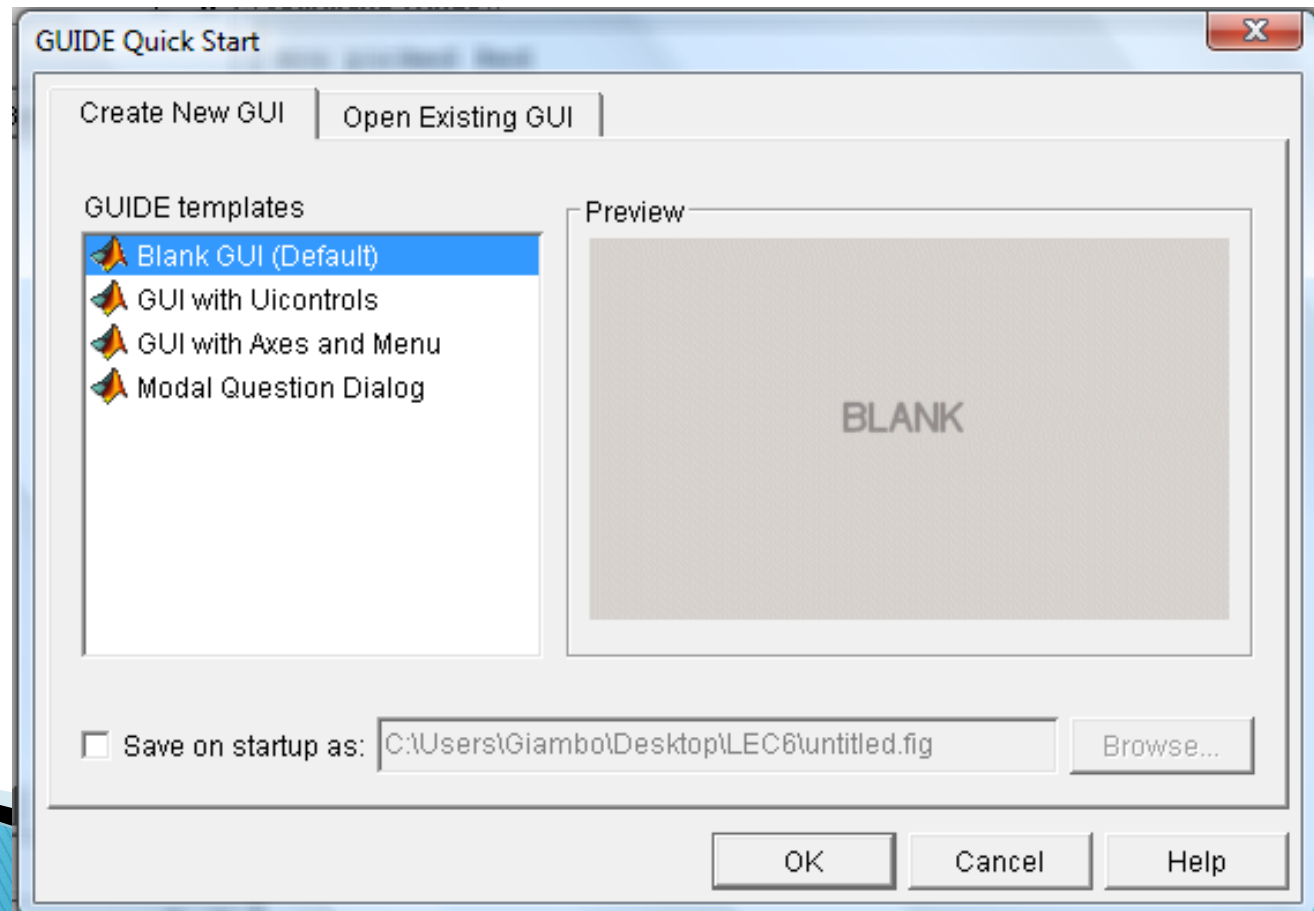 GUIDE Quick Start
Create New GUI
Open Existing GUI
GUIDE templates
Blank GUI (Default)
GUI with Uicontrols
GUI with Axes and Menu
Modal Question Dialog
Preview
BLANK
Save on startup as:
C:\Users\Giambo\Desktop\LEC6\untitled.fig
Browse...
OK
Cancel
Help